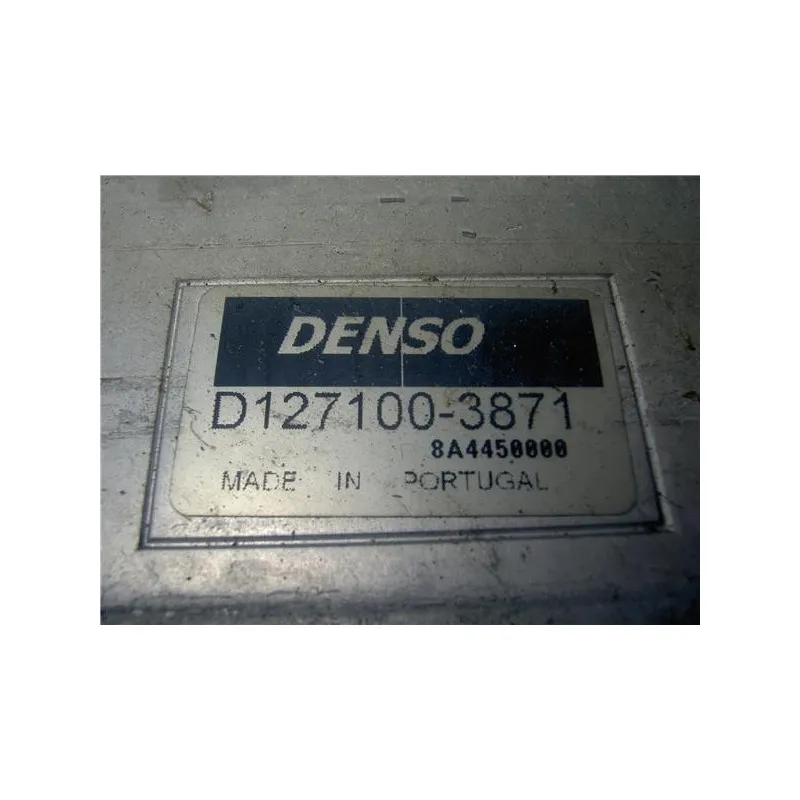 DENSO
D127100-3871
8A4450000
MADE IN PORTUGAL